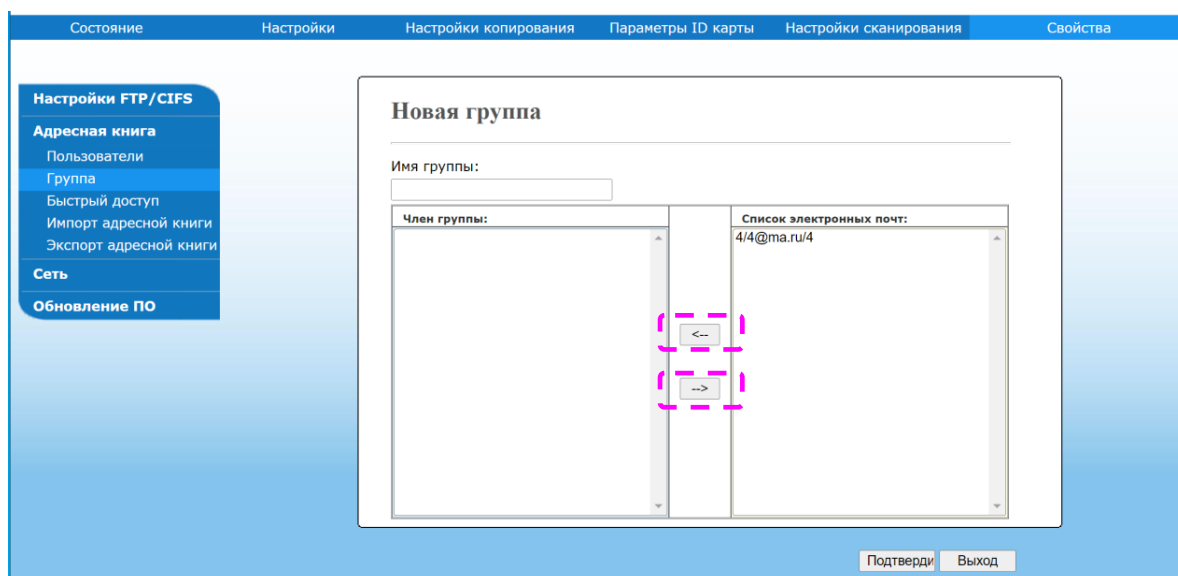 Состояние Настройки Настройки копирования Параметры ID карты Настройки сканирования Свойства
Настройки FTP/CIFS
Адресная книга
Пользователи
Группа
Быстрый доступ
Импорт адресной книги
Экспорт адресной книги
Сеть
Обновление ПО
Новая группа
Имя группы:
Член группы: Список электронных почт:
4/4@ma.ru/4
<--
-->
Подтверди Выход